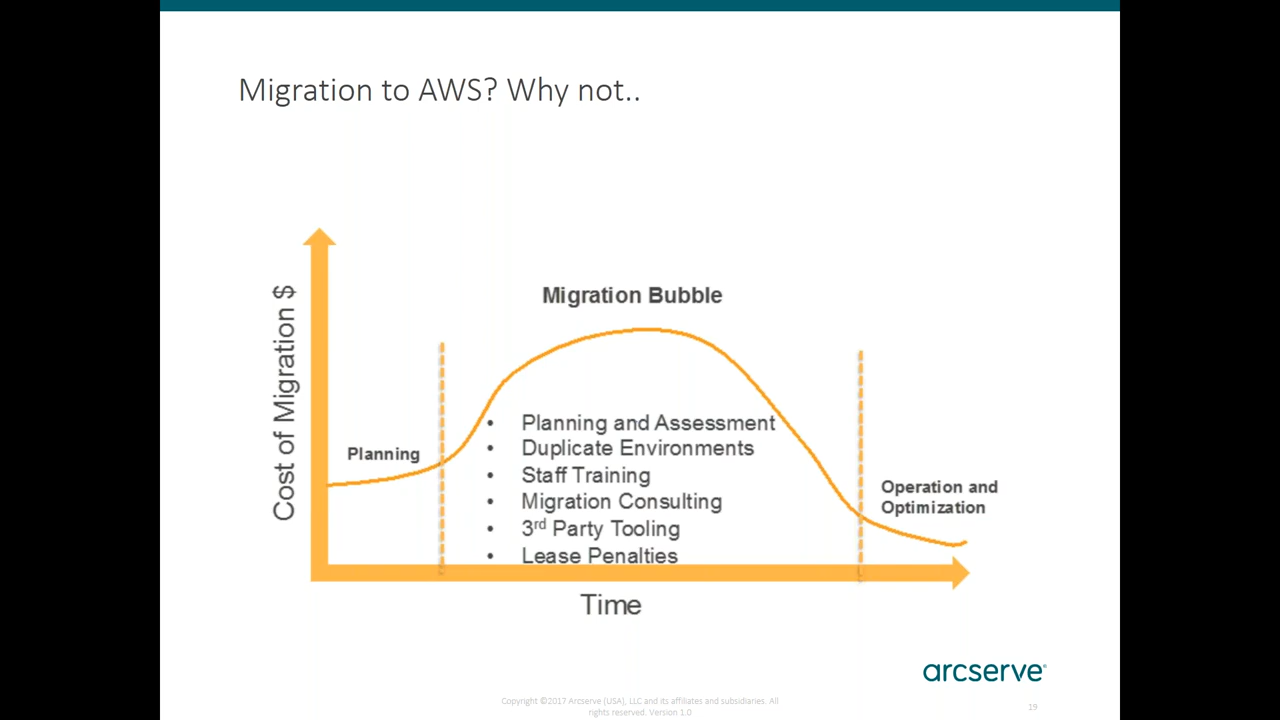 Migration to AWS? Why not..
Cost of Migration $
Migration Bubble
Planning
• Planning and Assessment
• Duplicate Environments
• Staff Training
• Migration Consulting
• 3rd Party Tooling
• Lease Penalties
Operation and
Optimization
Time
arcserve®
Copyright ©2017 Arcserve (USA), LLC and its affiliates and subsidiaries. All
rights reserved. Version 1.0
19